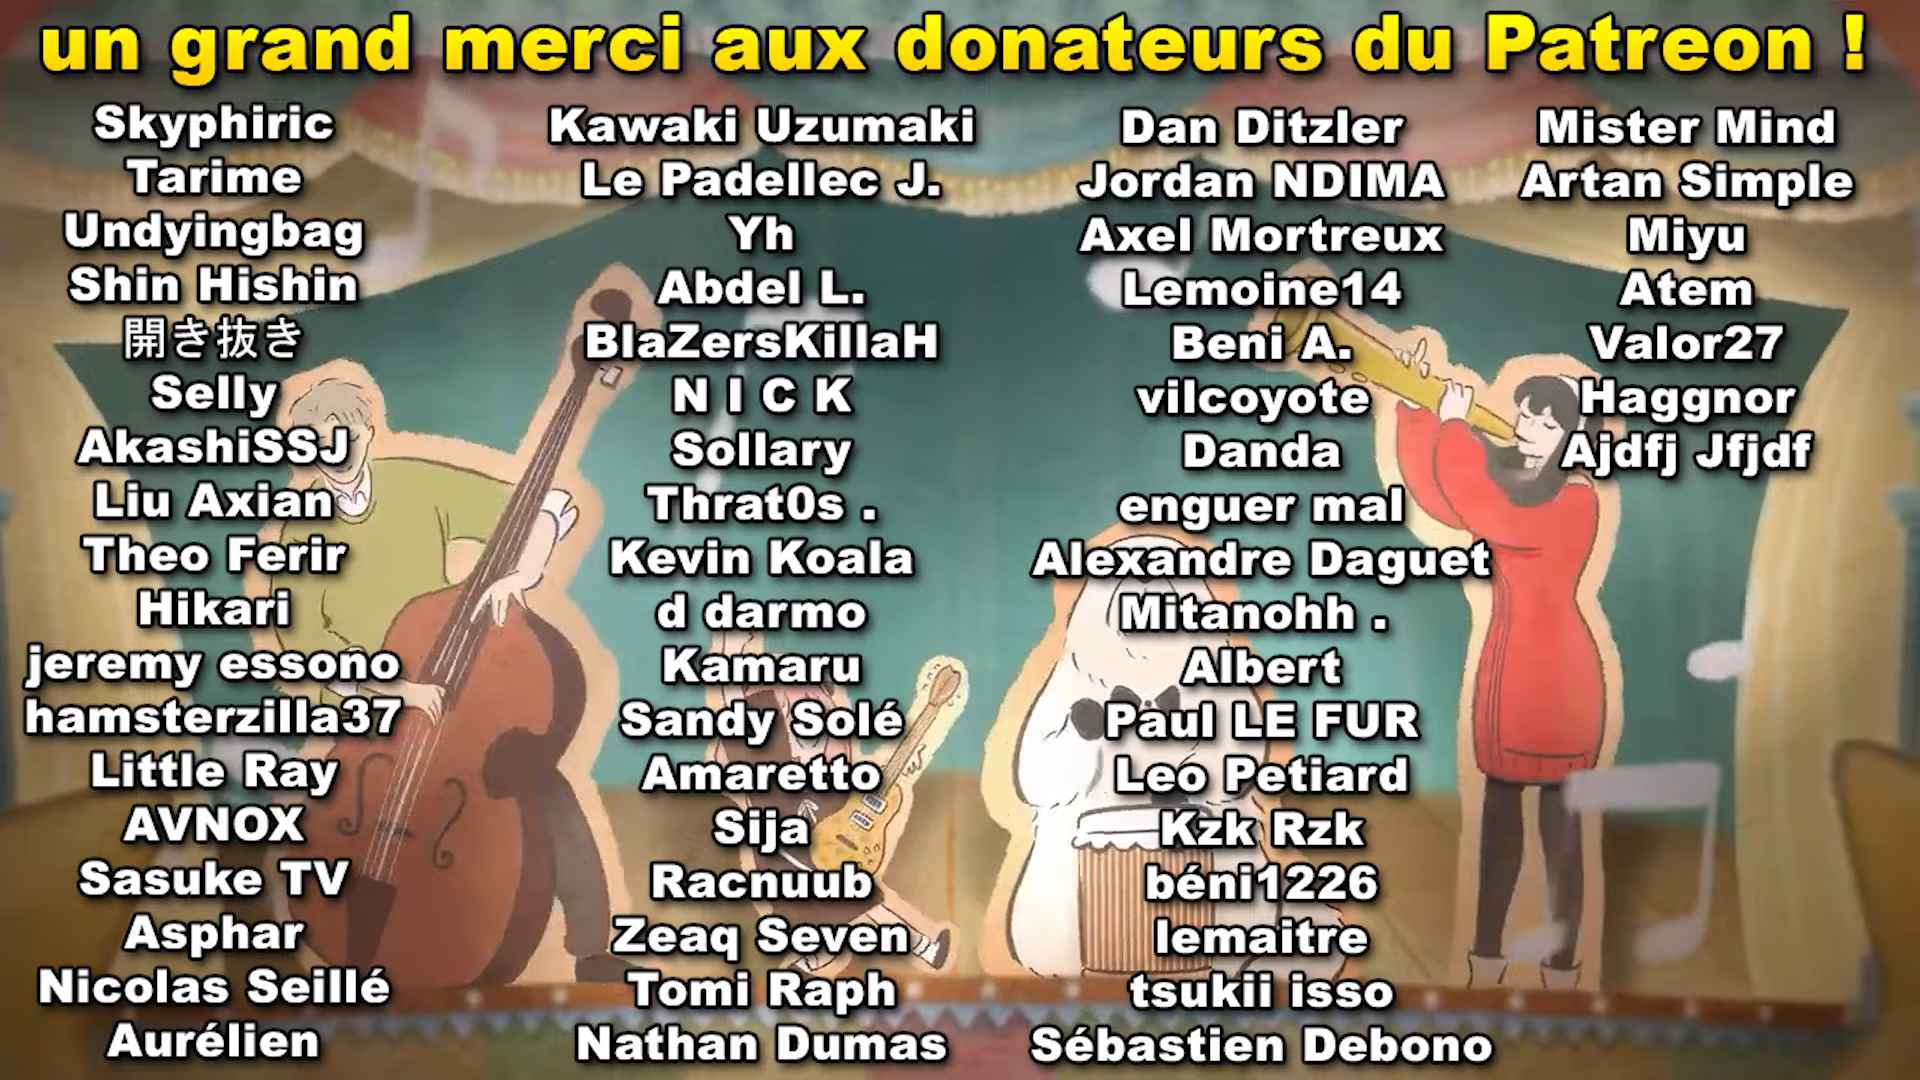 un grand merci aux donateurs du Patreon !
Skyphiric
Tarime
Undyingbag
Shin Hishin
開き抜き
Selly
AkashiSSJ
Liu Axian
Theo Ferir
Hikari
jeremy essono
hamsterzilla37
Little Ray
AVNOX
Sasuke TV
Asphar
Nicolas Seillé
Aurélien
Kawaki Uzumaki
Le Padellec J.
Yh
Abdel L.
BlaZersKillaH
N I C K
Sollary
Thrat0s .
Kevin Koala
d darmo
Kamaru
Sandy Solé
Amaretto
Sija
Racnuub
Zeaq Seven
Tomi Raph
Nathan Dumas
Dan Ditzler
Jordan NDIMA
Axel Mortreux
Lemoine14
Beni A.
vilcoyote
Danda
enguer mal
Alexandre Daguet
Mitanohh .
Albert
Paul LE FUR
Leo Petiard
Kzk Rzk
béni1226
lemaitre
tsukii isso
Sébastien Debono
Mister Mind
Artan Simple
Miyu
Atem
Valor27
Haggnor
Ajdfj Jfjdf